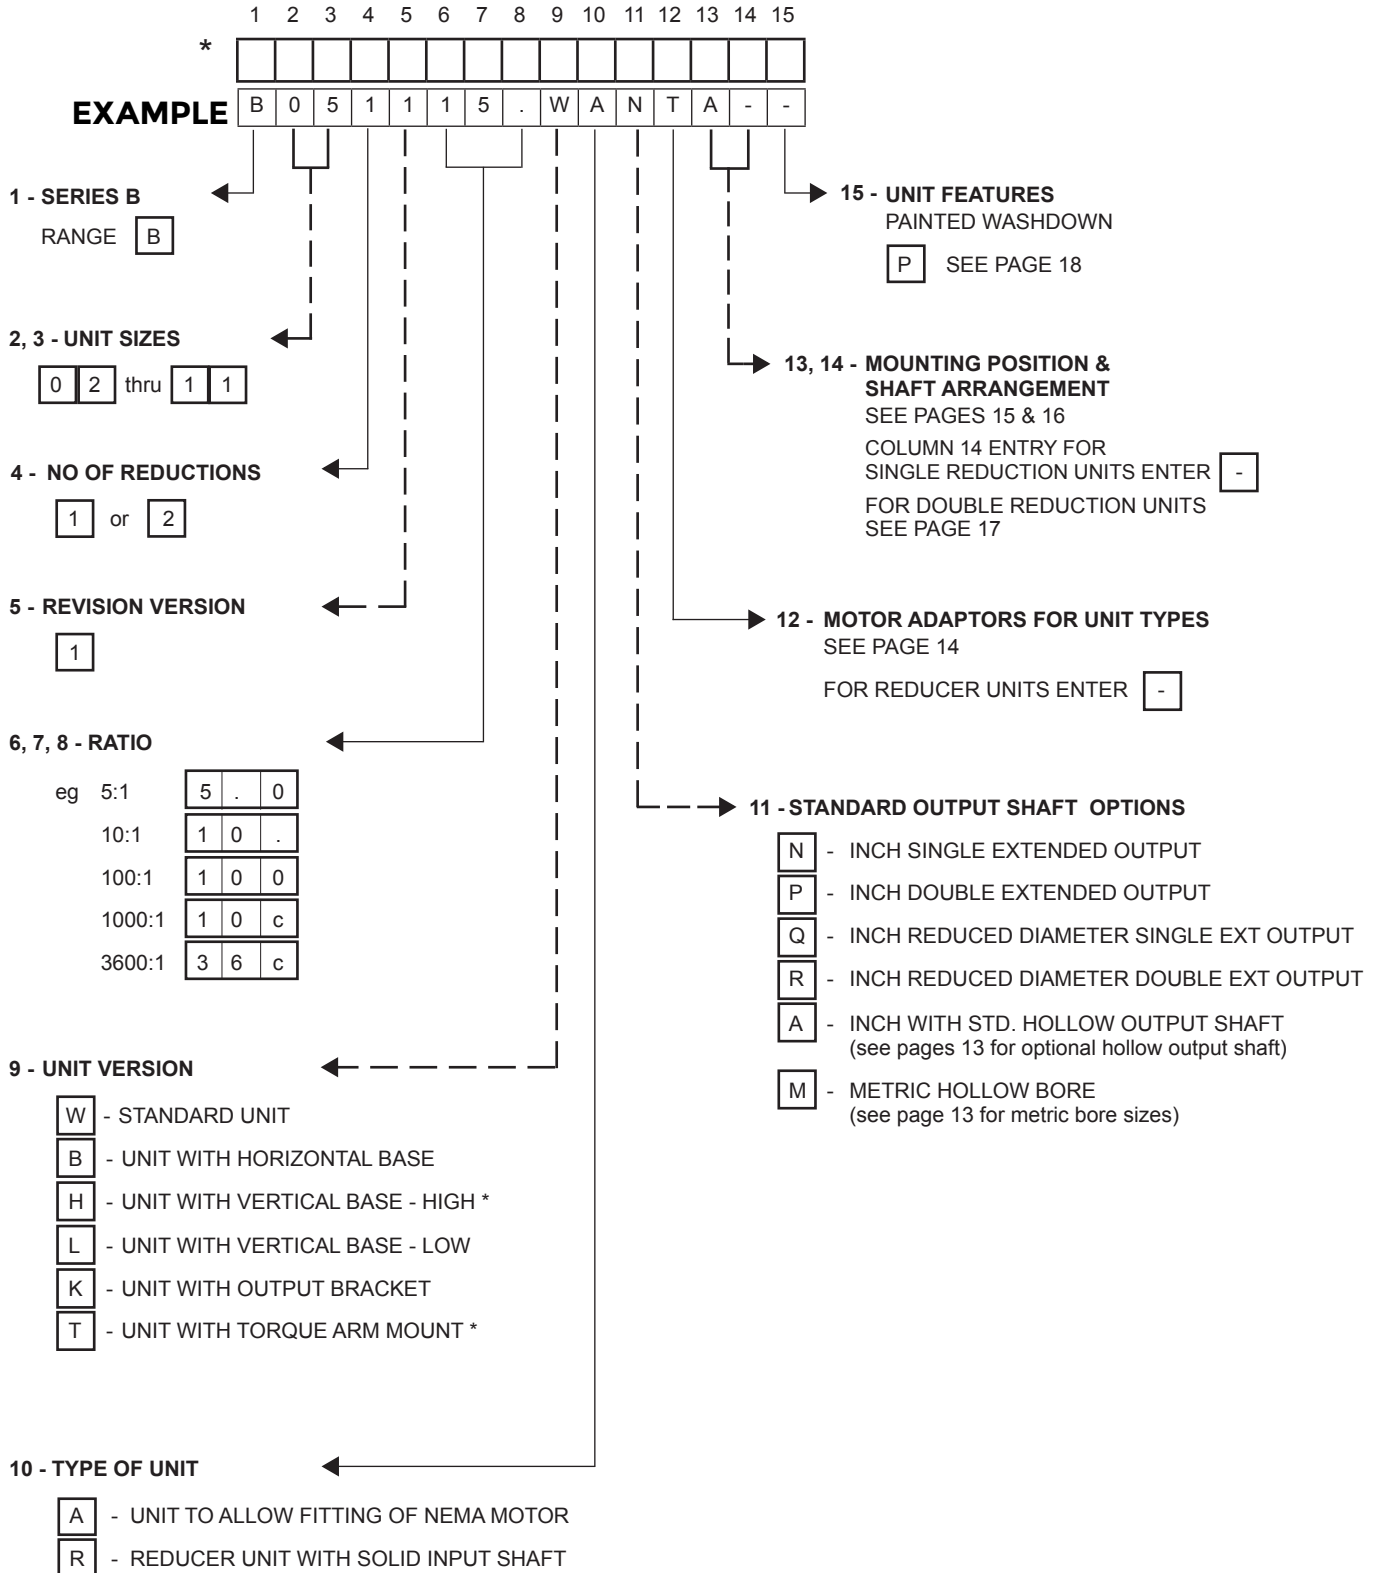 1 2 3 4 5 6 7 8 9 10 11 12 13 14 15
*
EXAMPLE B 0 5 1 1 1 5 . W A N T A - -
1 - SERIES B
RANGE B
2, 3 - UNIT SIZES
0 2 thru 1 1
4 - NO OF REDUCTIONS
1 or 2
5 - REVISION VERSION
1
6, 7, 8 - RATIO
eg 5:1 5 . 0
10:1 1 0 .
100:1 1 0 0
1000:1 1 0 c
3600:1 3 6 c
9 - UNIT VERSION
W - STANDARD UNIT
B - UNIT WITH HORIZONTAL BASE
H - UNIT WITH VERTICAL BASE - HIGH *
L - UNIT WITH VERTICAL BASE - LOW
K - UNIT WITH OUTPUT BRACKET
T - UNIT WITH TORQUE ARM MOUNT *
10 - TYPE OF UNIT
A - UNIT TO ALLOW FITTING OF NEMA MOTOR
R - REDUCER UNIT WITH SOLID INPUT SHAFT
15 - UNIT FEATURES
PAINTED WASHDOWN
P SEE PAGE 18
13, 14 - MOUNTING POSITION &
SHAFT ARRANGEMENT
SEE PAGES 15 & 16
COLUMN 14 ENTRY FOR
SINGLE REDUCTION UNITS ENTER -
FOR DOUBLE REDUCTION UNITS
SEE PAGE 17
12 - MOTOR ADAPTORS FOR UNIT TYPES
SEE PAGE 14
FOR REDUCER UNITS ENTER -
11 - STANDARD OUTPUT SHAFT OPTIONS
N - INCH SINGLE EXTENDED OUTPUT
P - INCH DOUBLE EXTENDED OUTPUT
Q - INCH REDUCED DIAMETER SINGLE EXT OUTPUT
R - INCH REDUCED DIAMETER DOUBLE EXT OUTPUT
A - INCH WITH STD. HOLLOW OUTPUT SHAFT
(see pages 13 for optional hollow output shaft)
M - METRIC HOLLOW BORE
(see page 13 for metric bore sizes)